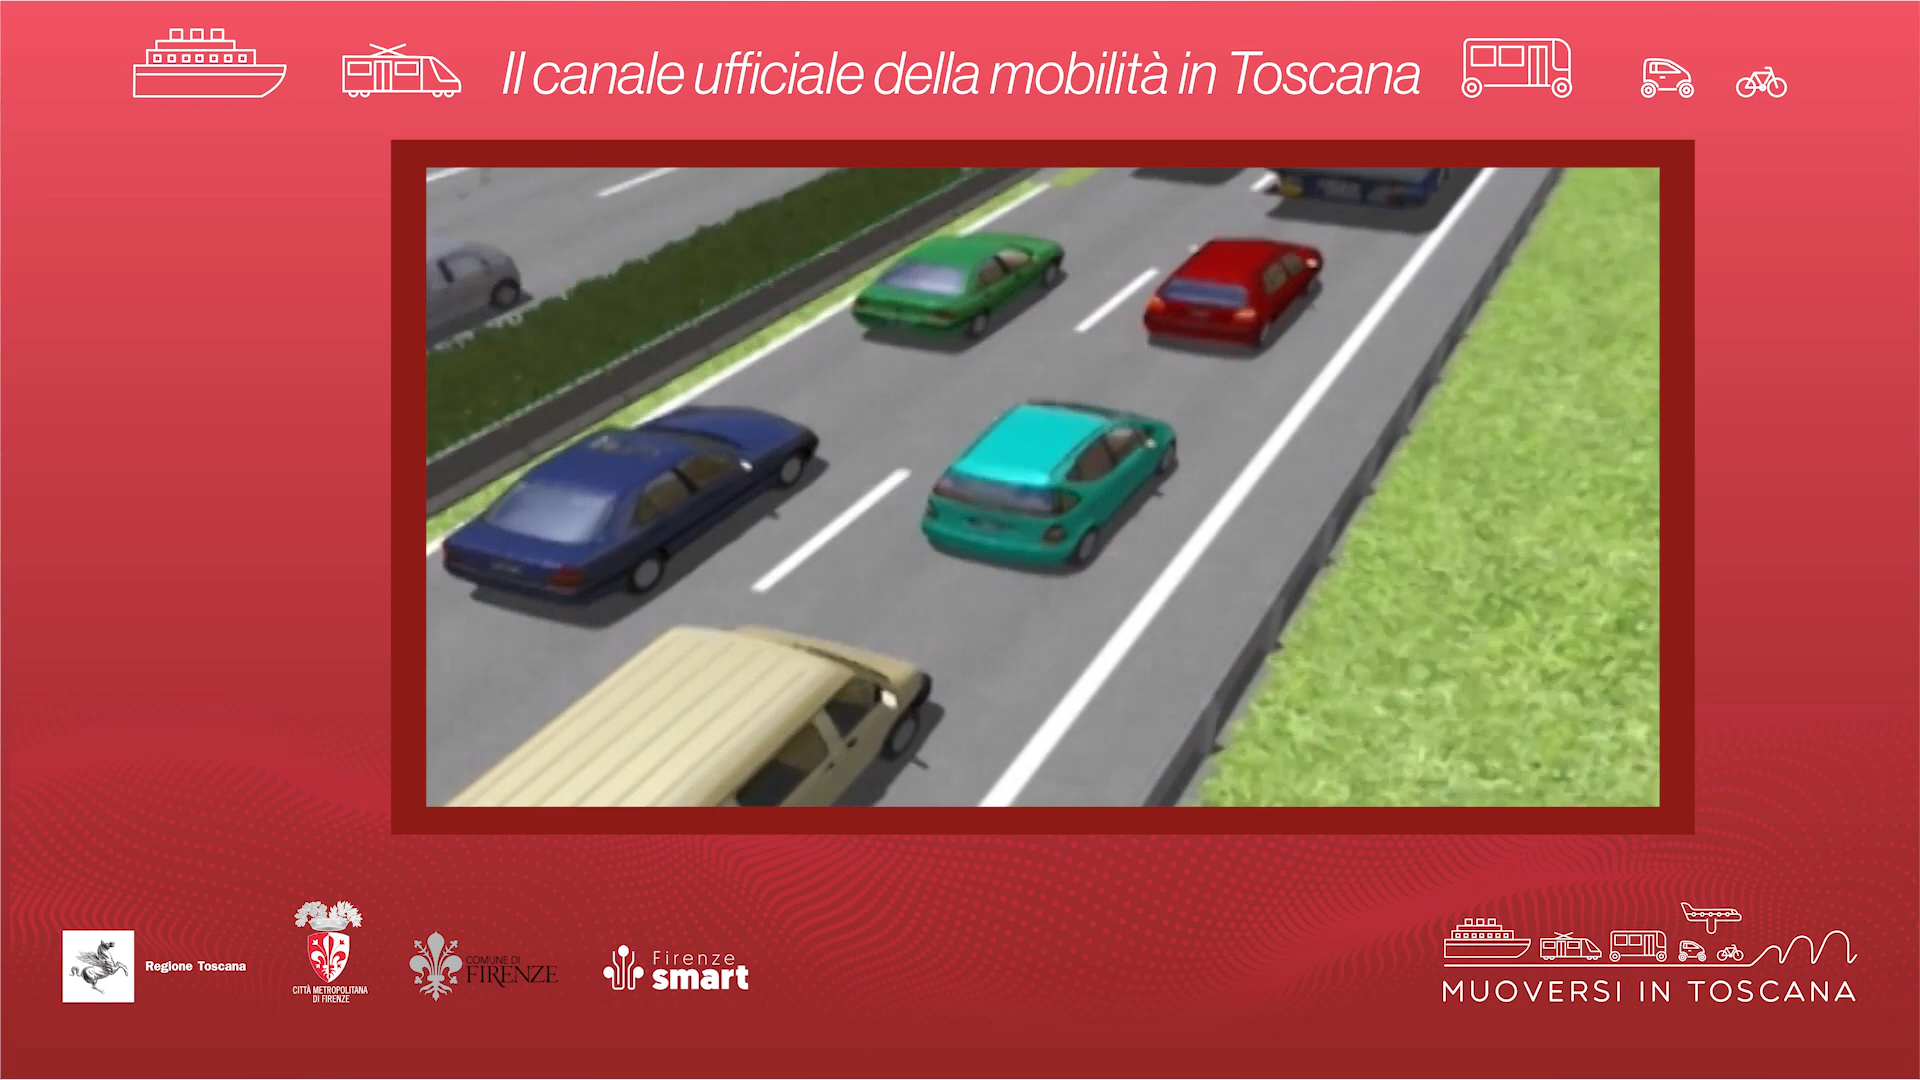 Il canale ufficiale della mobilità in Toscana
Regione Toscana
CITTÀ METROPOLITANA
DI FIRENZE
COMUNE DI
FIRENZE
Firenze
smart
MUOVERSI IN TOSCANA